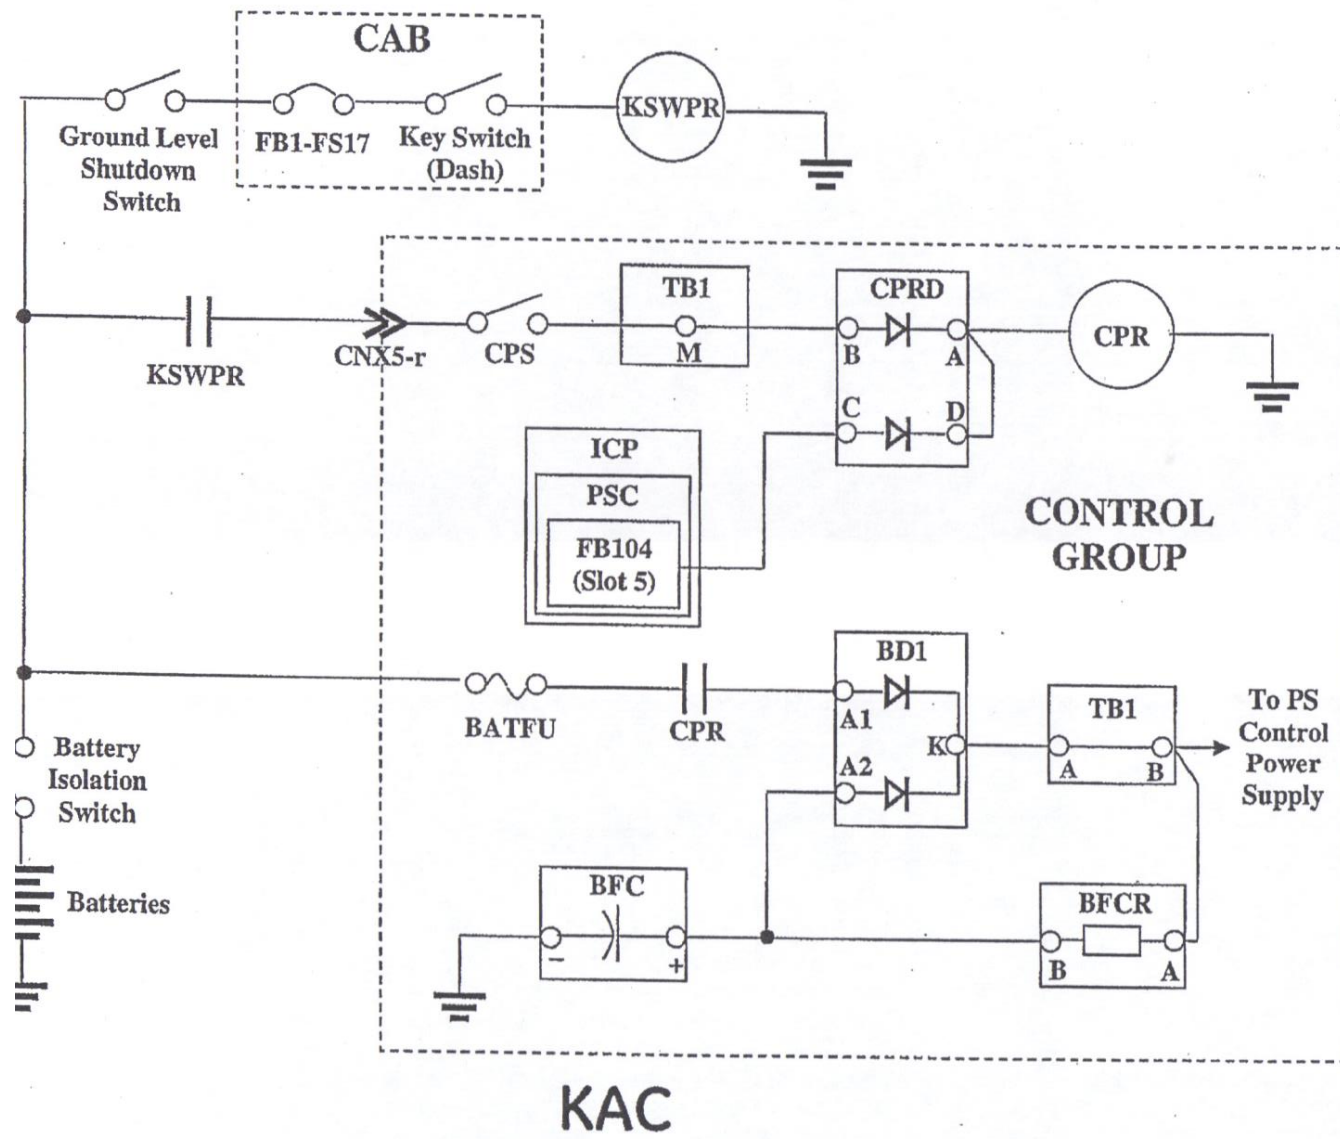 CAB
KSWPR
Ground Level
Shutdown
Switch
FB1-FS17
Key Switch
(Dash)
TB1
M
CPRD
B
A
C
D
CPR
KSWPR
CNX5-r
CPS
ICP
PSC
FB104
(Slot 5)
CONTROL
GROUP
BATFU
CPR
BD1
A1
A2
K
TB1
A
B
To PS
Control
Power
Supply
Battery
Isolation
Switch
Batteries
BFC
−
+
BFCR
B
A
KAC